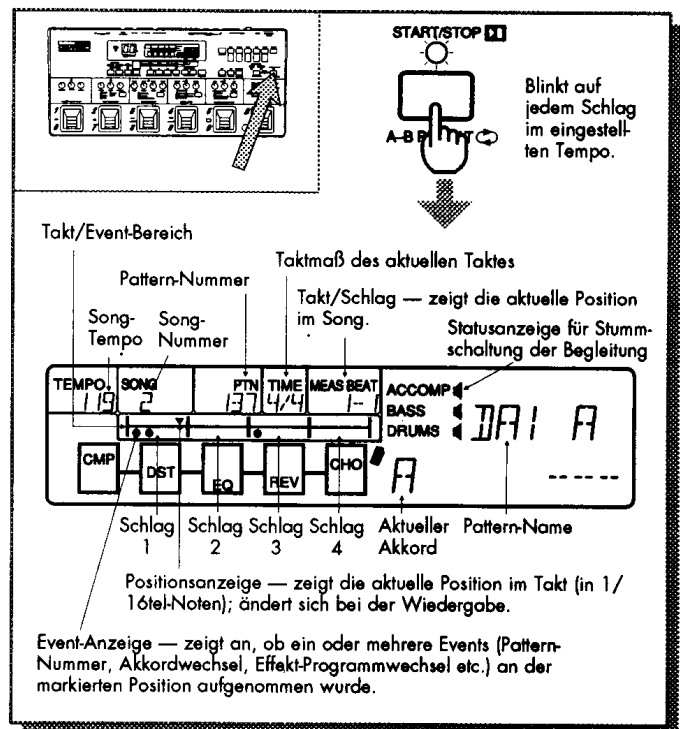 START/STOP
Blinkt auf
jedem Schlag
im eingestell-
ten Tempo.
Takt/Event-Bereich
Pattern-Nummer
Taktmaß des aktuellen Taktes
Takt/Schlag — zeigt die aktuelle Position
im Song.
Song-
Tempo
Song-
Nummer
Statusanzeige für Stumm-
schaltung der Begleitung
TEMPO SONG PTN TIME MEAS BEAT
119 2 137 4/4 1-1
ACCOMP
BASS
DRUMS
DA1 A
-----
CMP DST EQ REV CHO
A
Schlag
1
Schlag
2
Schlag
3
Schlag
4
Aktueller
Akkord
Pattern-Name
Positionsanzeige — zeigt die aktuelle Position im Takt (in 1/
16tel-Noten); ändert sich bei der Wiedergabe.
Event-Anzeige — zeigt an, ob ein oder mehrere Events (Pattern-
Nummer, Akkordwechsel, Effekt-Programmwechsel etc.) an der
markierten Position aufgenommen wurde.